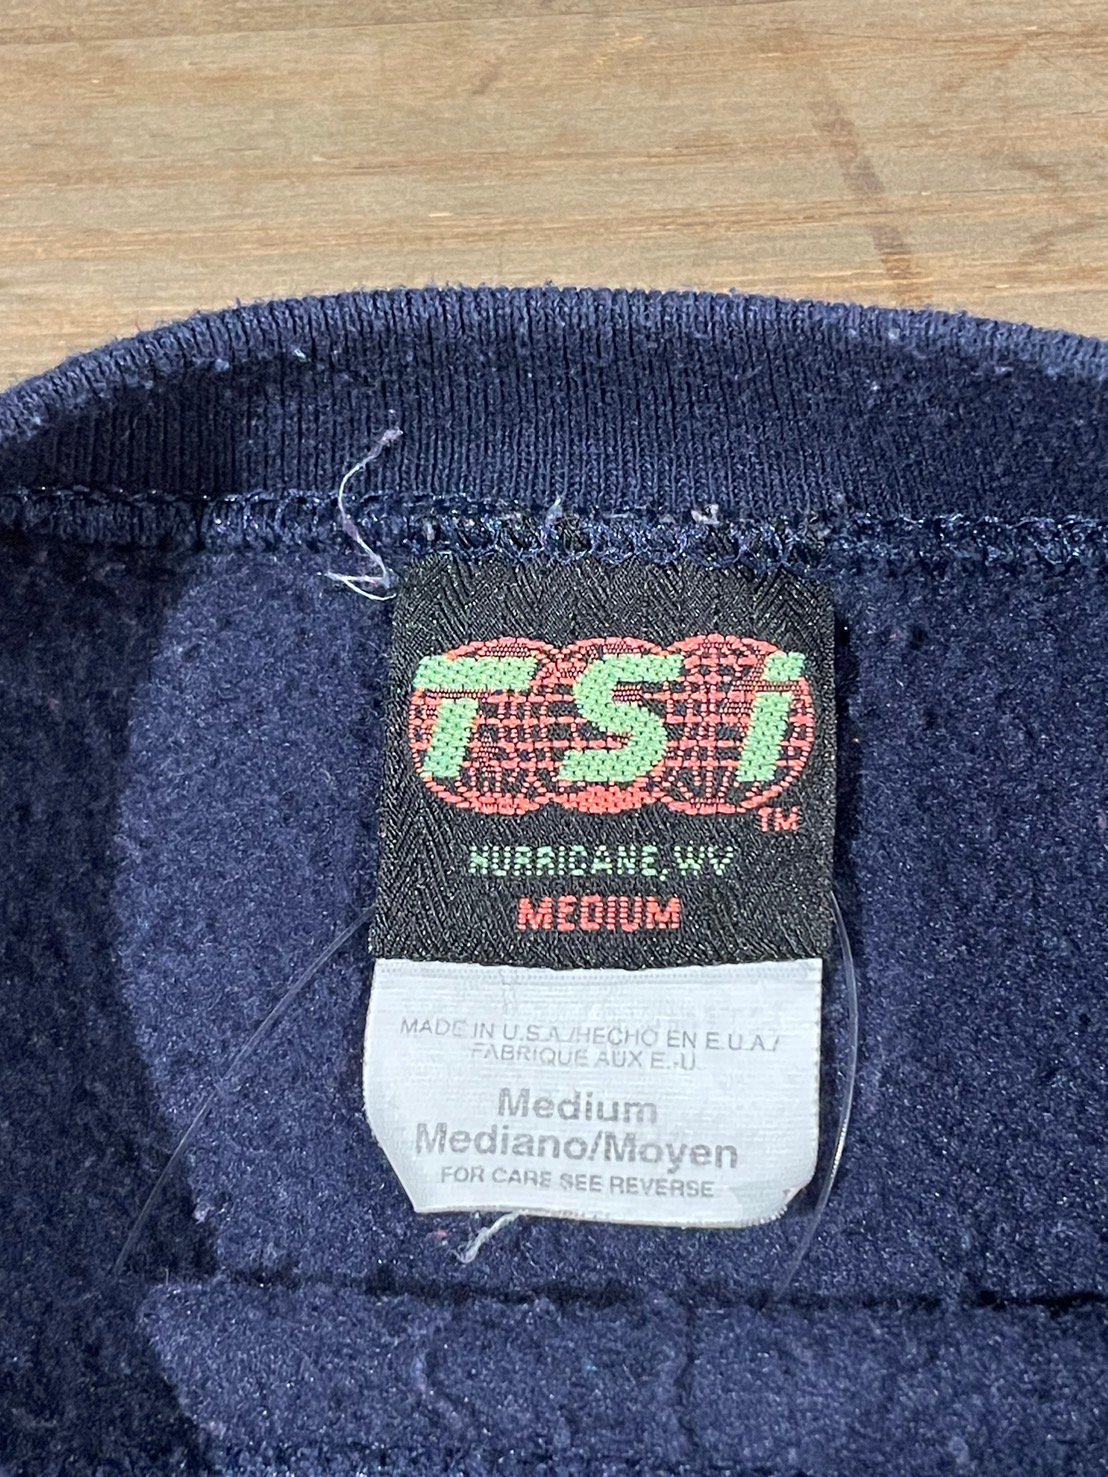 TSi
TM
HURRICANE, WV
MEDIUM
MADE IN U.S.A./HECHO EN E.U.A./
FABRIQUE AUX E.-U.
Medium
Mediano/Moyen
FOR CARE SEE REVERSE